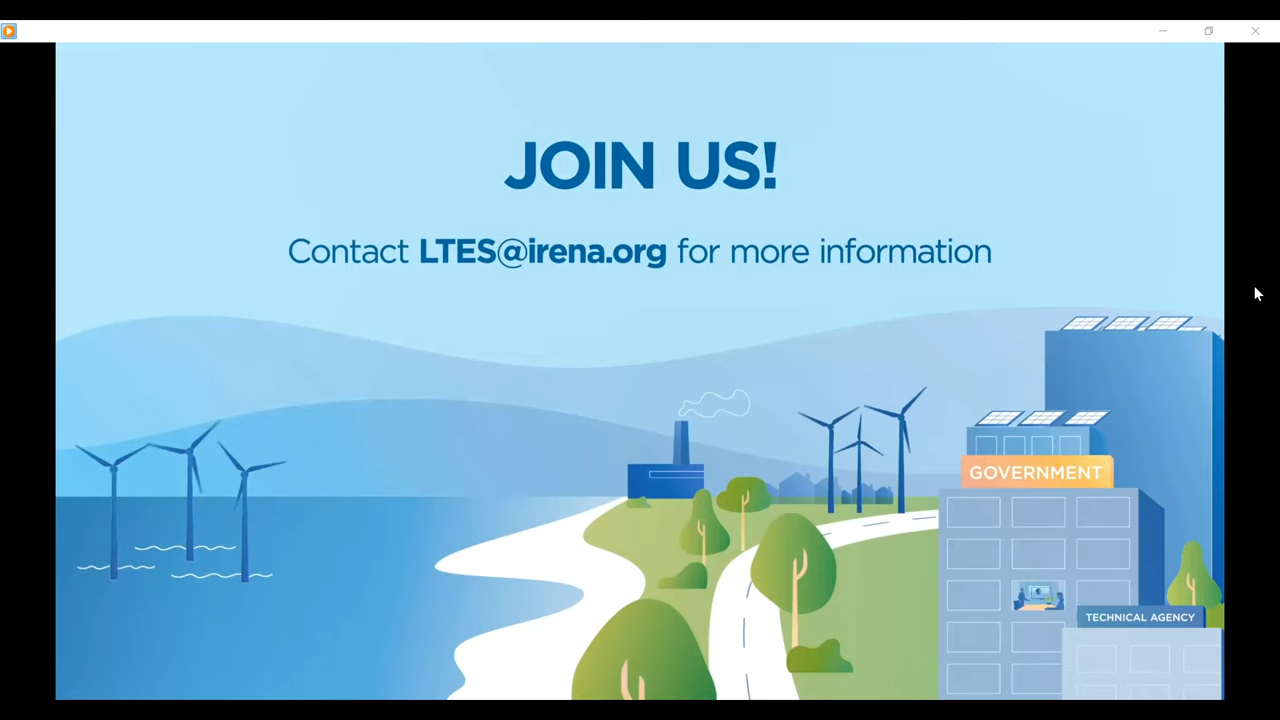 JOIN US!
Contact LTES@irena.org for more information
GOVERNMENT
TECHNICAL AGENCY